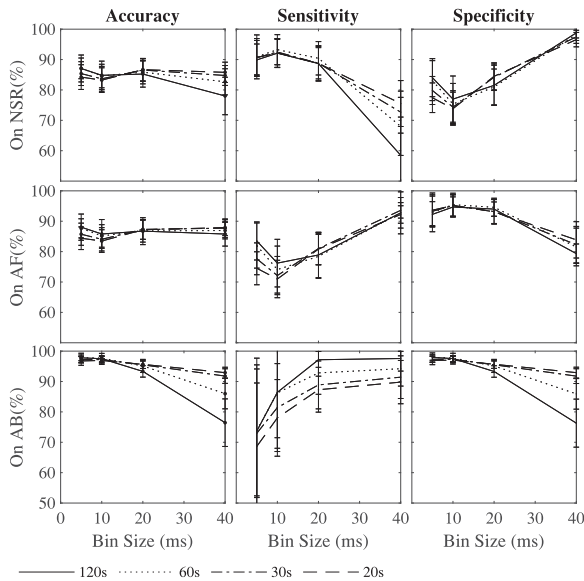 Accuracy Sensitivity Specificity
On NSR(%)
100
90
80
70
60
On AF(%)
100
90
80
70
60
On AB(%)
100
90
80
70
60
50
0 10 20 30 40 0 10 20 30 40 0 10 20 30 40
Bin Size (ms) Bin Size (ms) Bin Size (ms)
120s 60s 30s 20s